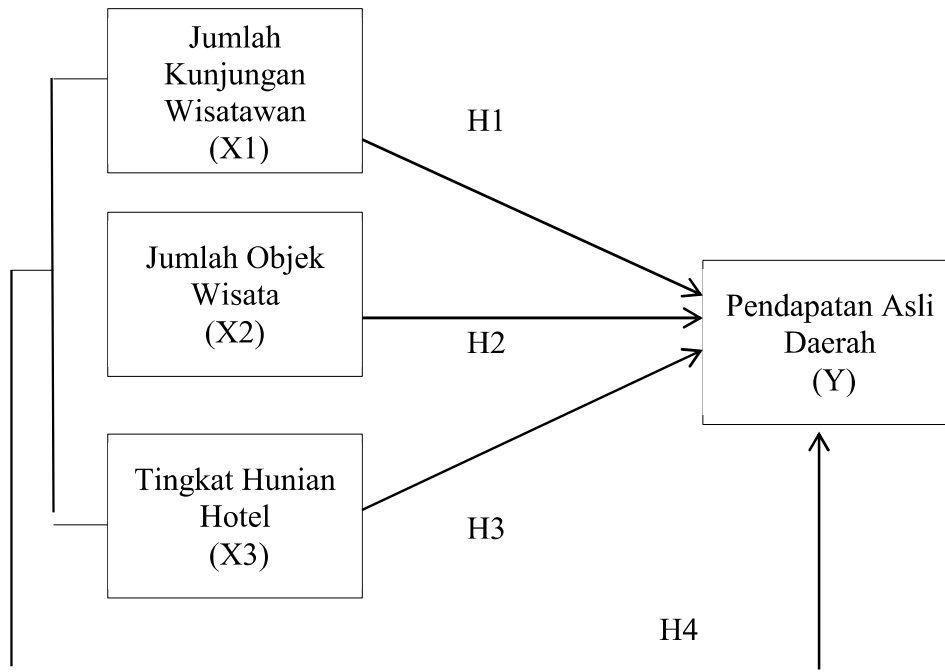 Jumlah
Kunjungan
Wisatawan
(X1)
H1
Jumlah Objek
Wisata
(X2)
H2
Pendapatan Asli
Daerah
(Y)
Tingkat Hunian
Hotel
(X3)
H3
H4